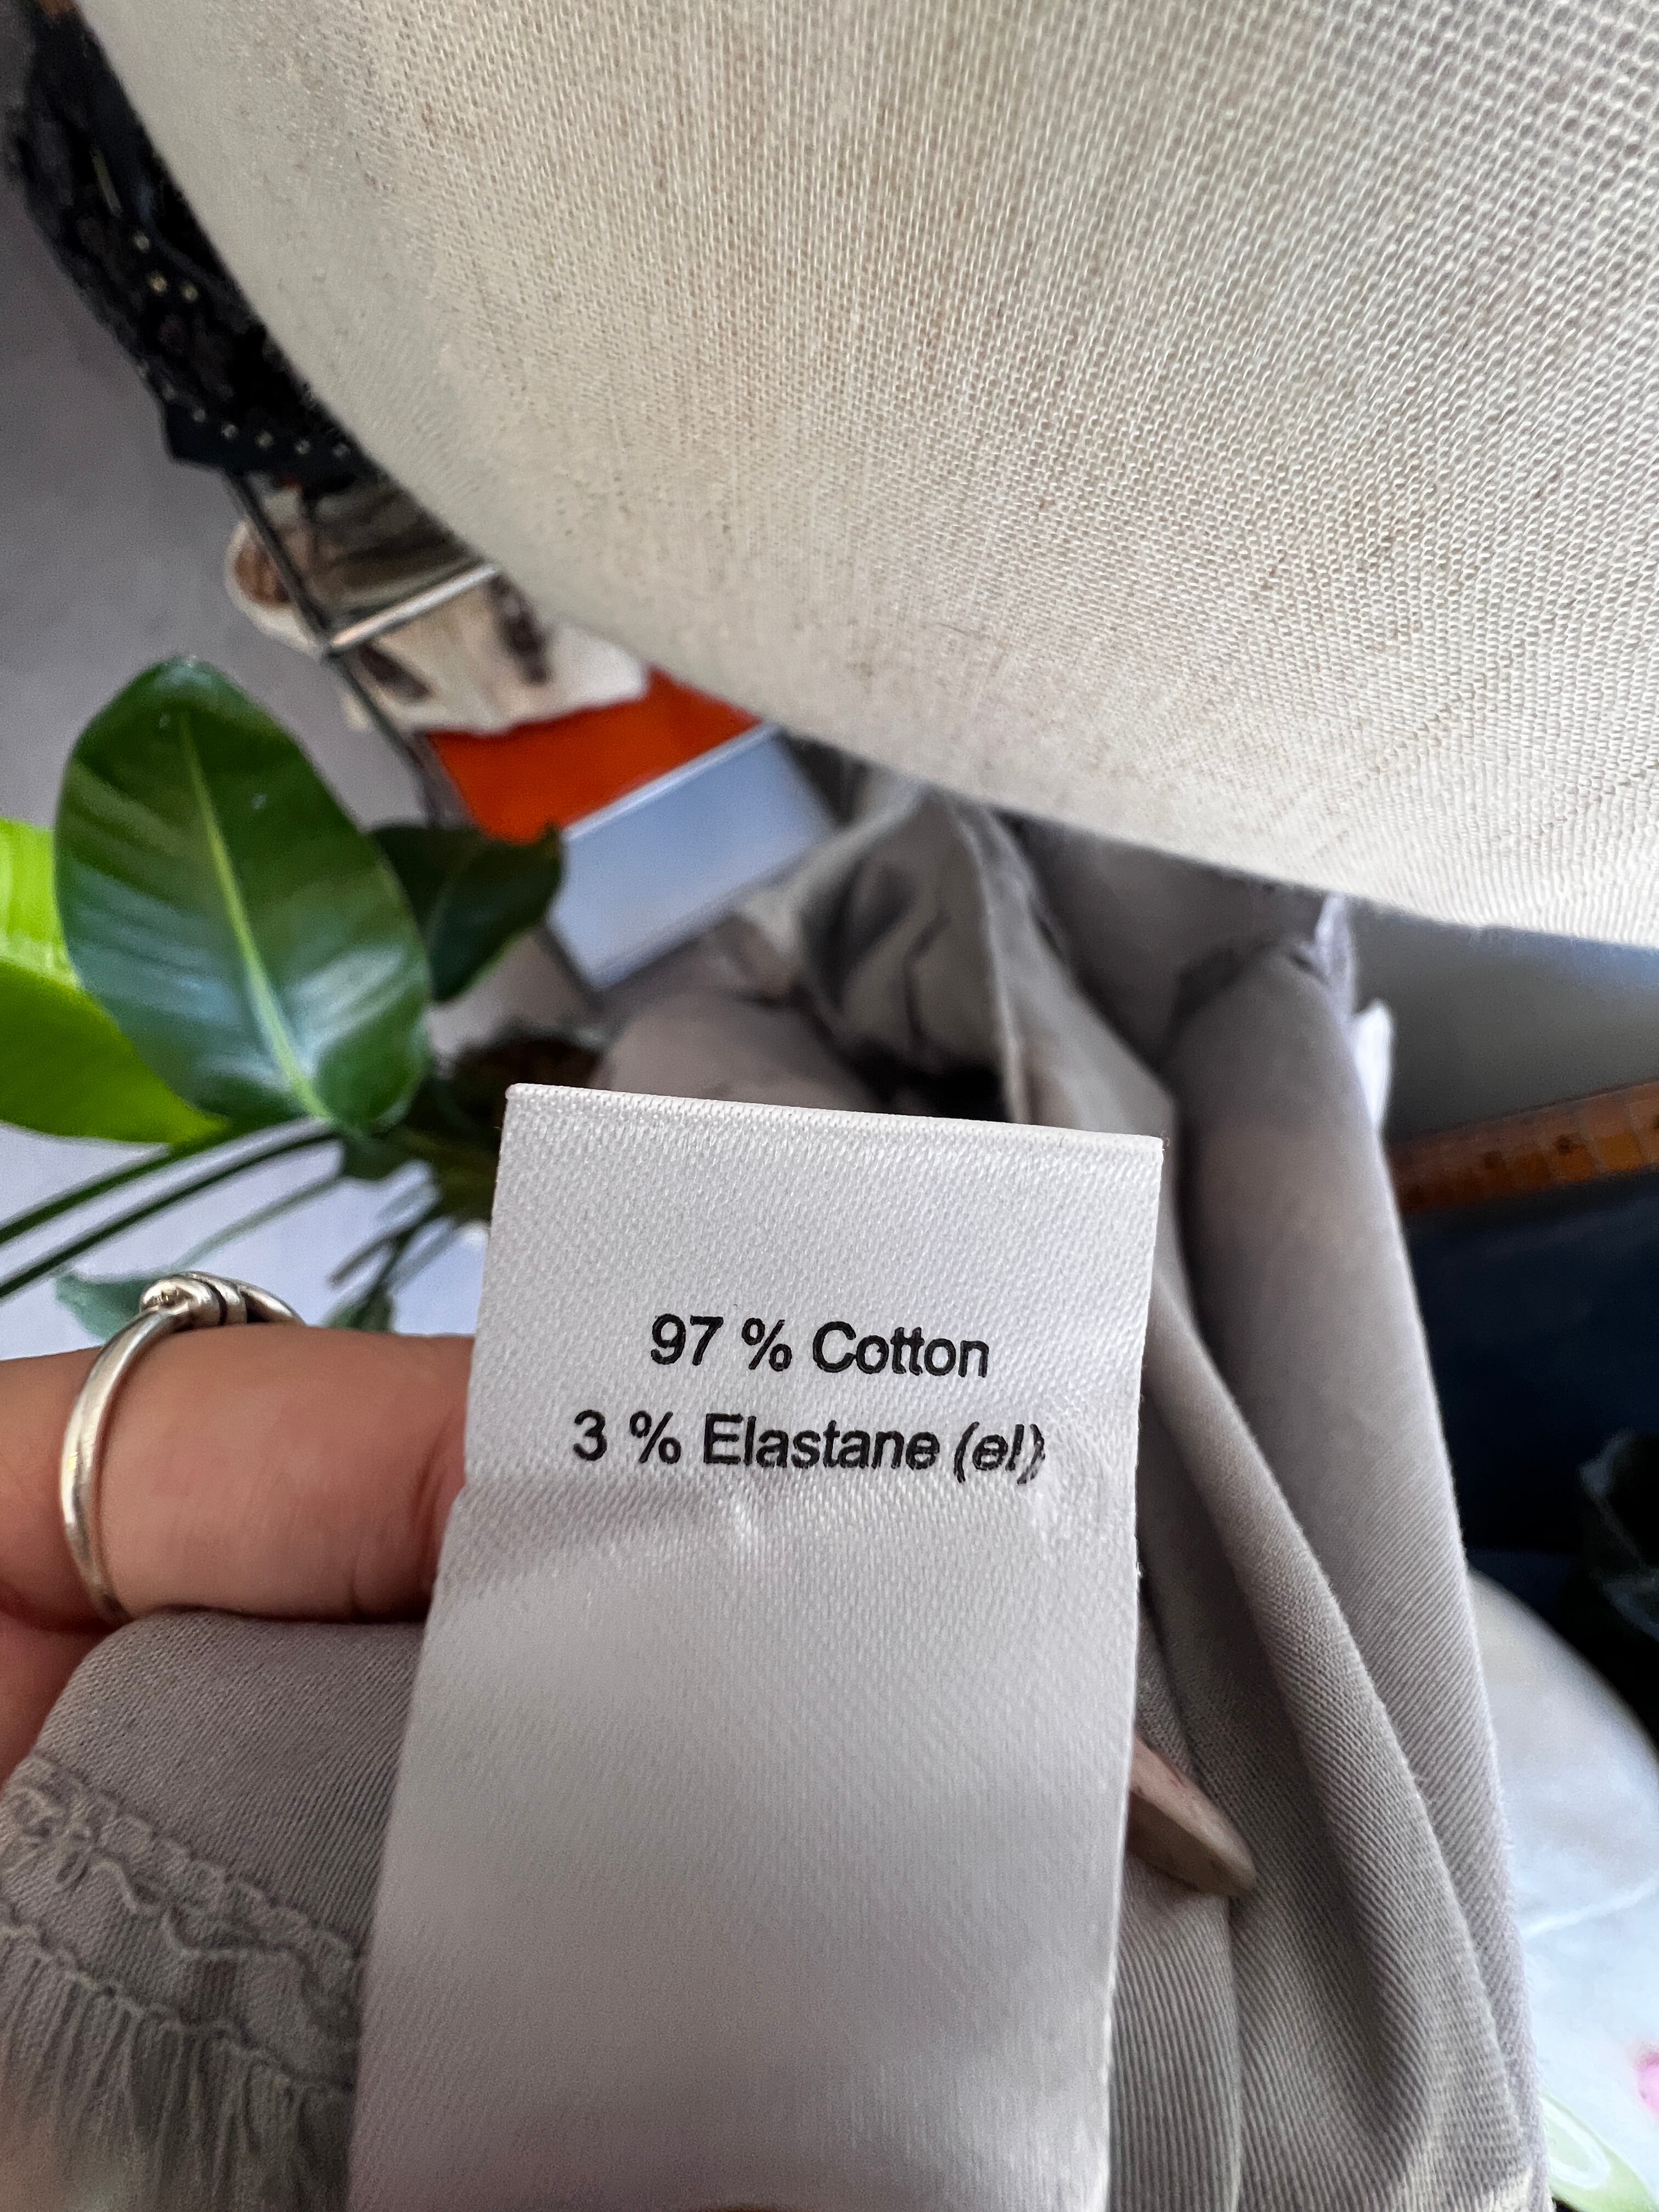 97 % Cotton
3 % Elastane (el)